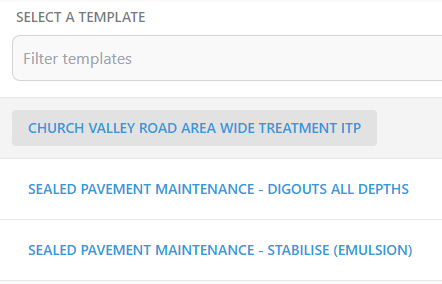 SELECT A TEMPLATE
Filter templates
CHURCH VALLEY ROAD AREA WIDE TREATMENT ITP
SEALED PAVEMENT MAINTENANCE - DIGOUTS ALL DEPTHS
SEALED PAVEMENT MAINTENANCE - STABILISE (EMULSION)